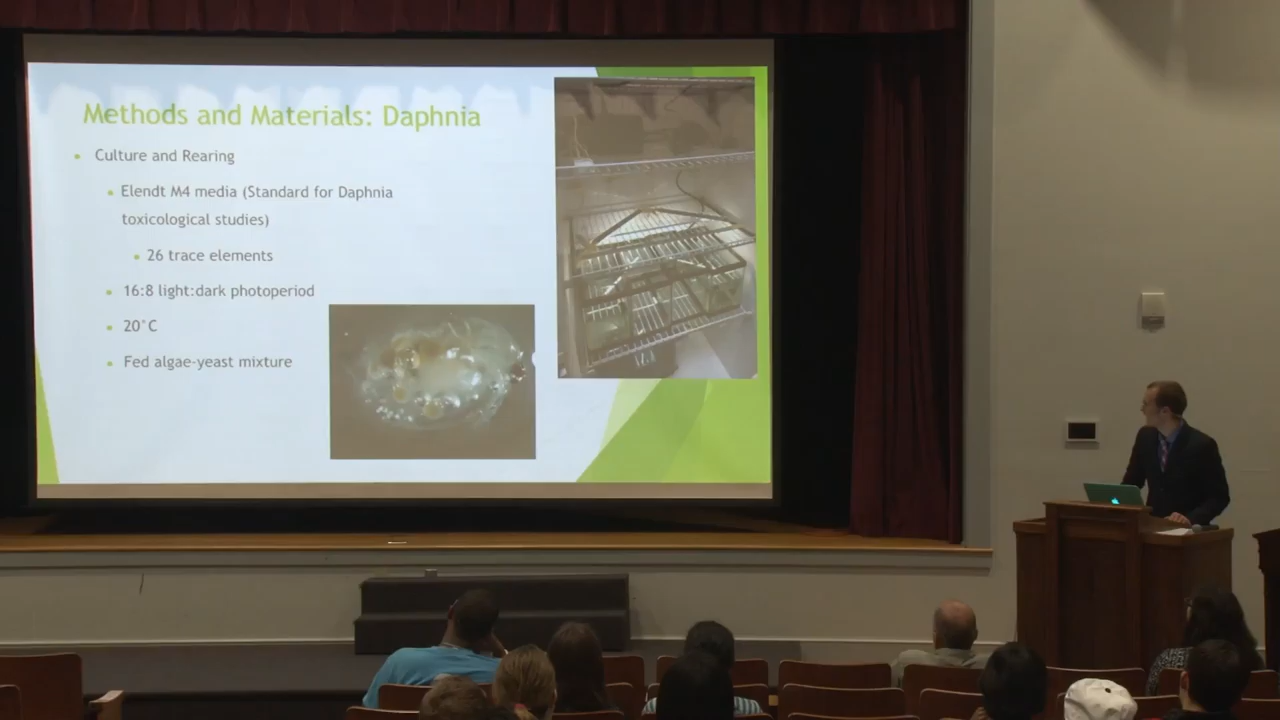 Methods and Materials: Daphnia
Culture and Rearing
Elendt M4 media (Standard for Daphnia
toxicological studies)
26 trace elements
16:8 light:dark photoperiod
20°C
Fed algae-yeast mixture